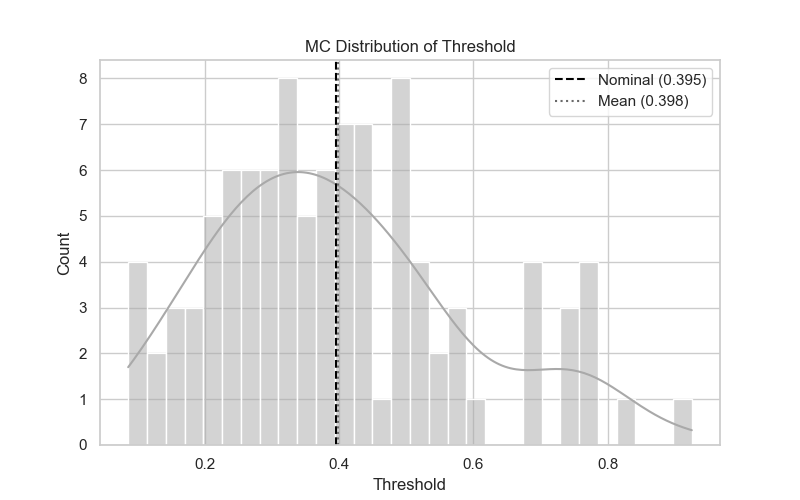 MC Distribution of Threshold
Nominal (0.395)
Mean (0.398)
8
7
6
5
4
3
2
1
0
Count
0.2
0.4
0.6
0.8
Threshold